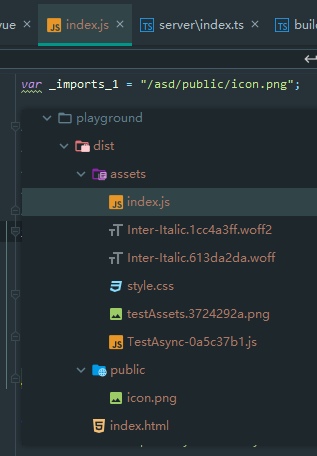 vue index.js × server\index.ts × buil
var _imports_1 = "/asd/public/icon.png";
playground
dist
assets
index.js
Inter-Italic.1cc4a3ff.woff2
Inter-Italic.613da2da.woff
style.css
testAssets.3724292a.png
TestAsync-0a5c37b1.js
public
icon.png
index.html